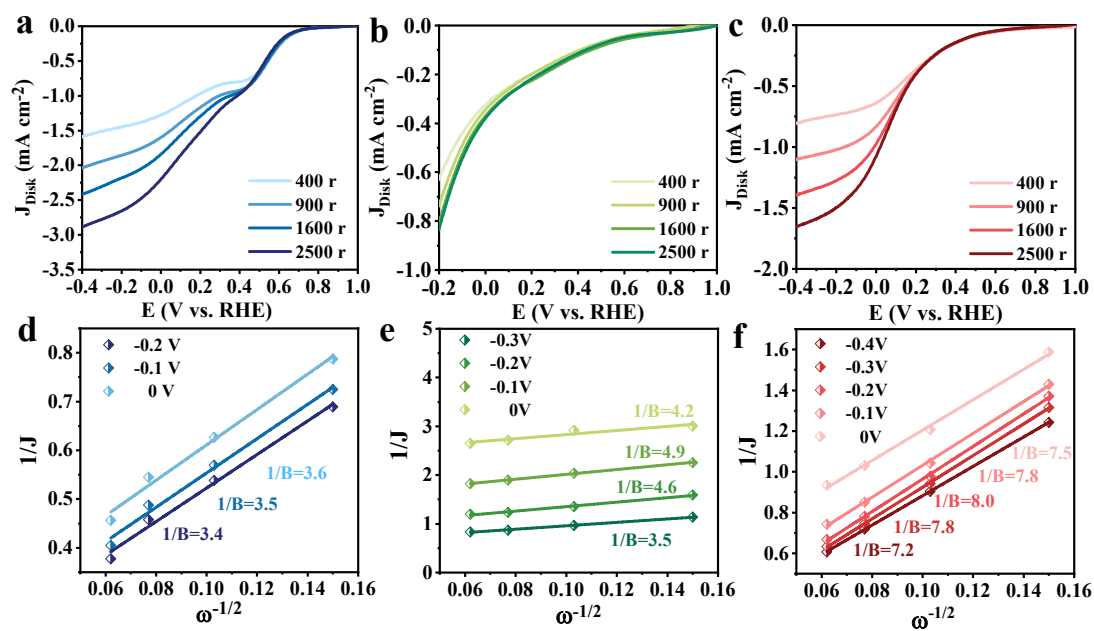 a
0.0
-0.5
-1.0
-1.5
-2.0
-2.5
-3.0
-3.5
J_Disk (mA cm⁻²)
400 r
900 r
1600 r
2500 r
-0.4 -0.2 0.0 0.2 0.4 0.6 0.8 1.0
E (V vs. RHE)
b
0.0
-0.2
-0.4
-0.6
-0.8
-1.0
J_Disk (mA cm⁻²)
400 r
900 r
1600 r
2500 r
-0.2 0.0 0.2 0.4 0.6 0.8 1.0
E (V vs. RHE)
c
0.0
-0.5
-1.0
-1.5
-2.0
J_Disk (mA cm⁻²)
400 r
900 r
1600 r
2500 r
-0.4 -0.2 0.0 0.2 0.4 0.6 0.8 1.0
E (V vs. RHE)
d
0.8
0.7
0.6
0.5
0.4
1/J
-0.2 V
-0.1 V
0 V
1/B=3.6
1/B=3.5
1/B=3.4
0.06 0.08 0.10 0.12 0.14 0.16
ω⁻¹/²
e
5
4
3
2
1
0
1/J
-0.3V
-0.2V
-0.1V
0V
1/B=4.2
1/B=4.9
1/B=4.6
1/B=3.5
0.06 0.08 0.10 0.12 0.14 0.16
ω⁻¹/²
f
1.6
1.4
1.2
1.0
0.8
0.6
1/J
-0.4V
-0.3V
-0.2V
-0.1V
0V
1/B=7.5
1/B=7.8
1/B=8.0
1/B=7.8
1/B=7.2
0.06 0.08 0.10 0.12 0.14 0.16
ω⁻¹/²